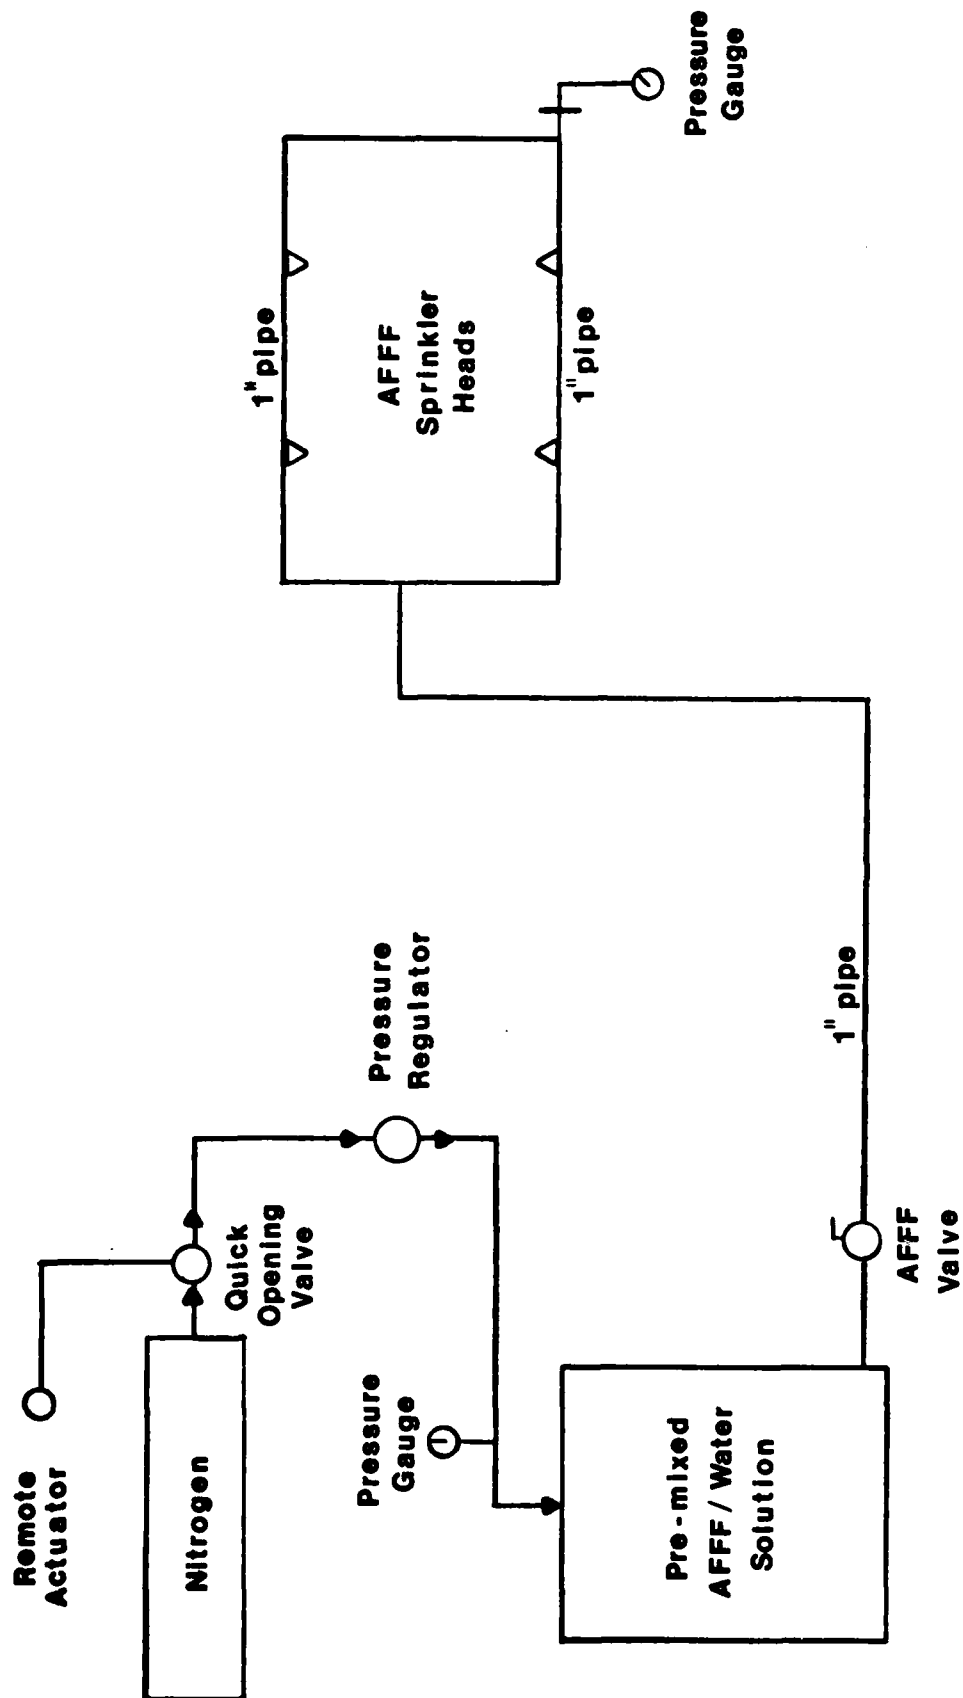 Remote
Actuator
Nitrogen
Quick
Opening
Valve
Pressure
Regulator
Pressure
Gauge
Pre-mixed
AFFF / Water
Solution
AFFF
Valve
1" pipe
1" pipe
AFFF
Sprinkler
Heads
1" pipe
Pressure
Gauge